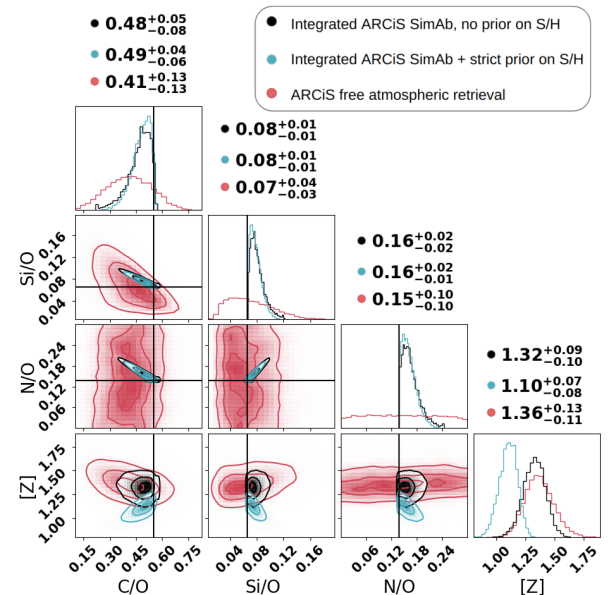 Integrated ARCiS SimAb, no prior on S/H
Integrated ARCiS SimAb + strict prior on S/H
ARCiS free atmospheric retrieval
0.48 +0.05 −0.08
0.49 +0.04 −0.06
0.41 +0.13 −0.13
0.08 +0.01 −0.01
0.08 +0.01 −0.01
0.07 +0.04 −0.03
0.16 +0.02 −0.02
0.16 +0.02 −0.01
0.15 +0.10 −0.10
1.32 +0.09 −0.10
1.10 +0.07 −0.08
1.36 +0.13 −0.11
Si/O
0.16
0.12
0.08
0.04
N/O
0.24
0.18
0.12
0.06
[Z]
1.75
1.50
1.25
1.00
0.15 0.30 0.45 0.60 0.75
0.04 0.08 0.12 0.16
0.06 0.12 0.18 0.24
1.00 1.25 1.50 1.75
C/O
Si/O
N/O
[Z]